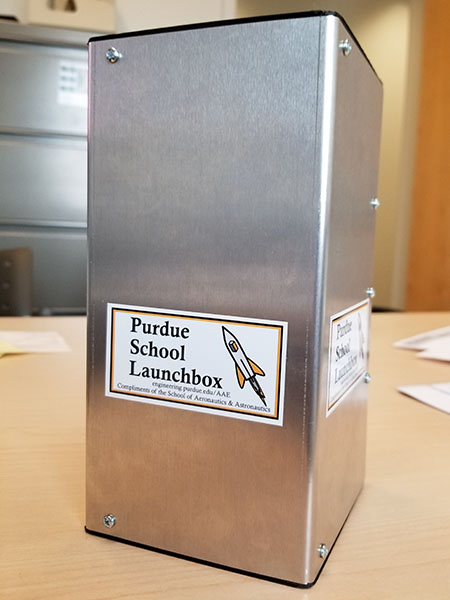 Purdue
School
Launchbox
engineering.purdue.edu/AAE
Compliments of the School of Aeronautics & Astronautics
Purdue
School
Launchbox